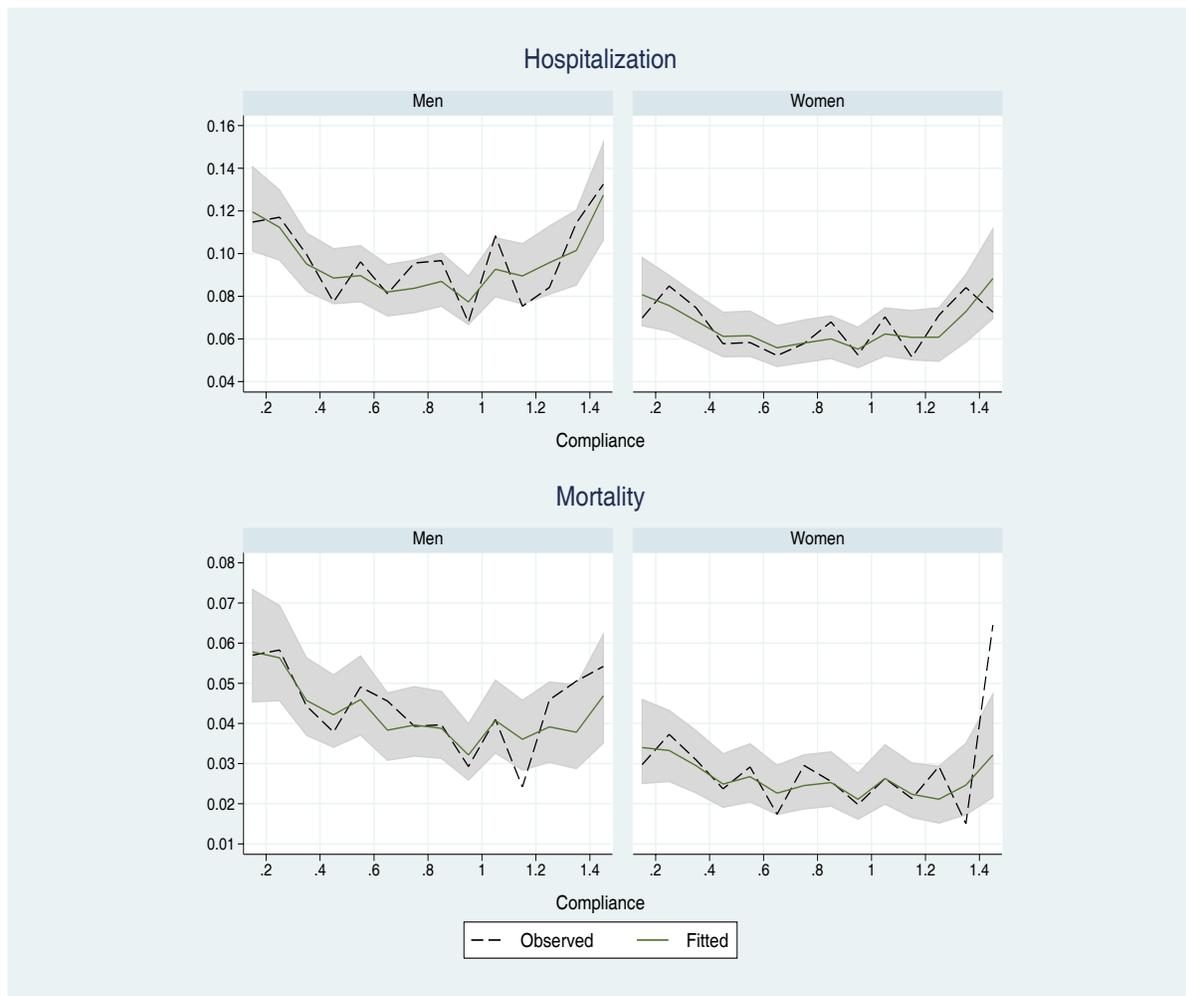 Hospitalization
Men
Women
0.16
0.14
0.12
0.10
0.08
0.06
0.04
.2 .4 .6 .8 1 1.2 1.4
.2 .4 .6 .8 1 1.2 1.4
Compliance
Mortality
Men
Women
0.08
0.07
0.06
0.05
0.04
0.03
0.02
0.01
.2 .4 .6 .8 1 1.2 1.4
.2 .4 .6 .8 1 1.2 1.4
Compliance
Observed Fitted